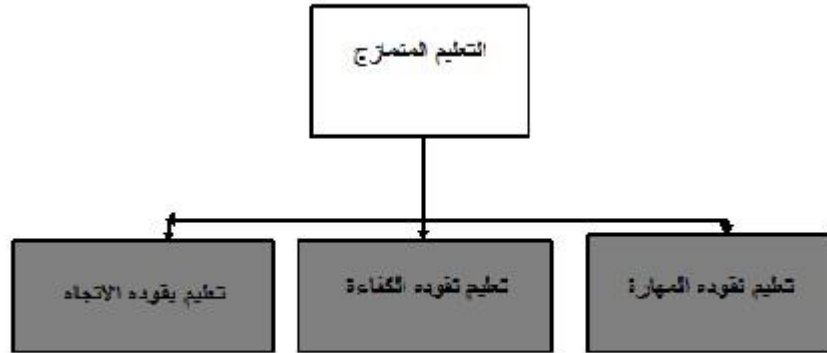 التعليم المتمازج
تعليم تقوده المهارة
تعليم تقوده الكفاءة
تعليم يقوده الاتجاه